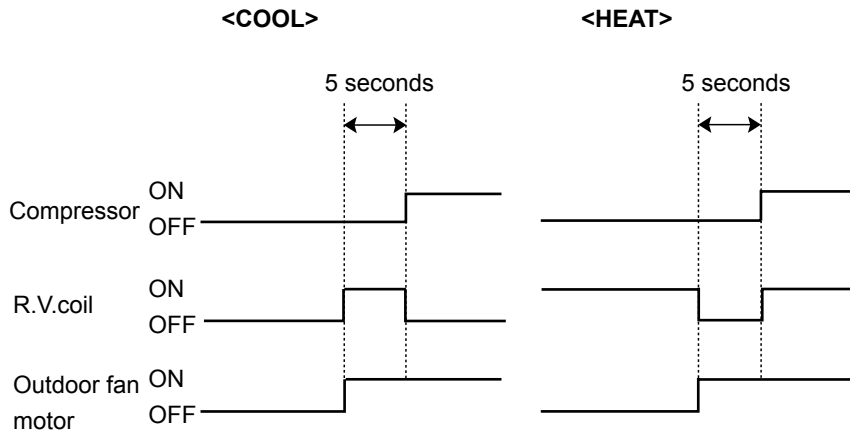 <COOL>
<HEAT>
5 seconds
5 seconds
Compressor
ON
OFF
R.V.coil
ON
OFF
Outdoor fan
motor
ON
OFF